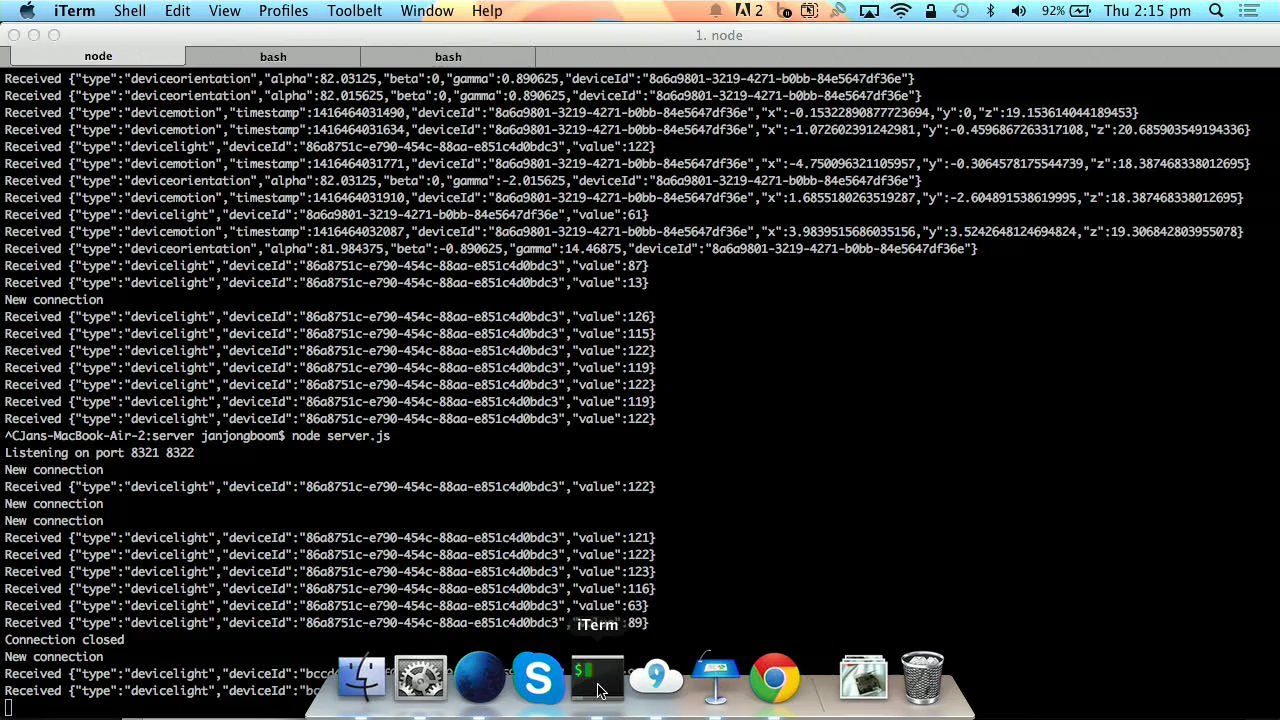 iTerm Shell Edit View Profiles Toolbelt Window Help 2 92% Thu 2:15 pm
1. node
node bash bash
Received {"type":"deviceorientation","alpha":82.03125,"beta":0,"gamma":0.890625,"deviceId":"8a6a9801-3219-4271-b0bb-84e5647df36e"}
Received {"type":"deviceorientation","alpha":82.015625,"beta":0,"gamma":0.890625,"deviceId":"8a6a9801-3219-4271-b0bb-84e5647df36e"}
Received {"type":"devicemotion","timestamp":1416464031490,"deviceId":"8a6a9801-3219-4271-b0bb-84e5647df36e","x":-0.15322890877723694,"y":0,"z":19.15361404418​9453}
Received {"type":"devicemotion","timestamp":1416464031634,"deviceId":"8a6a9801-3219-4271-b0bb-84e5647df36e","x":-1.072602391242981,"y":-0.4596867263317108,"z":20.685903549194336}
Received {"type":"devicelight","deviceId":"8a6a9801-3219-4271-b0bb-84e5647df36e","value":122}
Received {"type":"devicemotion","timestamp":1416464031771,"deviceId":"8a6a9801-3219-4271-b0bb-84e5647df36e","x":-4.750096321105957,"y":-0.3064578175544739,"z":18.387468338012695}
Received {"type":"deviceorientation","alpha":82.03125,"beta":0,"gamma":-2.015625,"deviceId":"8a6a9801-3219-4271-b0bb-84e5647df36e"}
Received {"type":"devicemotion","timestamp":1416464031910,"deviceId":"8a6a9801-3219-4271-b0bb-84e5647df36e","x":1.6855180263519287,"y":-2.604891538619995,"z":18.387468338012695}
Received {"type":"devicelight","deviceId":"8a6a9801-3219-4271-b0bb-84e5647df36e","value":61}
Received {"type":"devicemotion","timestamp":1416464032087,"deviceId":"8a6a9801-3219-4271-b0bb-84e5647df36e","x":3.9839515686035156,"y":3.5242648124694824,"z":19.306842803955078}
Received {"type":"deviceorientation","alpha":81.984375,"beta":-0.890625,"gamma":14.46875,"deviceId":"8a6a9801-3219-4271-b0bb-84e5647df36e"}
Received {"type":"devicelight","deviceId":"86a8751c-e790-454c-88aa-e851c4d0bdc3","value":87}
Received {"type":"devicelight","deviceId":"86a8751c-e790-454c-88aa-e851c4d0bdc3","value":13}
New connection
Received {"type":"devicelight","deviceId":"86a8751c-e790-454c-88aa-e851c4d0bdc3","value":126}
Received {"type":"devicelight","deviceId":"86a8751c-e790-454c-88aa-e851c4d0bdc3","value":115}
Received {"type":"devicelight","deviceId":"86a8751c-e790-454c-88aa-e851c4d0bdc3","value":122}
Received {"type":"devicelight","deviceId":"86a8751c-e790-454c-88aa-e851c4d0bdc3","value":119}
Received {"type":"devicelight","deviceId":"86a8751c-e790-454c-88aa-e851c4d0bdc3","value":122}
Received {"type":"devicelight","deviceId":"86a8751c-e790-454c-88aa-e851c4d0bdc3","value":119}
Received {"type":"devicelight","deviceId":"86a8751c-e790-454c-88aa-e851c4d0bdc3","value":122}
^CJans-MacBook-Air-2:server janjongboom$ node server.js
Listening on port 8321 8322
New connection
Received {"type":"devicelight","deviceId":"86a8751c-e790-454c-88aa-e851c4d0bdc3","value":122}
New connection
New connection
Received {"type":"devicelight","deviceId":"86a8751c-e790-454c-88aa-e851c4d0bdc3","value":121}
Received {"type":"devicelight","deviceId":"86a8751c-e790-454c-88aa-e851c4d0bdc3","value":122}
Received {"type":"devicelight","deviceId":"86a8751c-e790-454c-88aa-e851c4d0bdc3","value":123}
Received {"type":"devicelight","deviceId":"86a8751c-e790-454c-88aa-e851c4d0bdc3","value":116}
Received {"type":"devicelight","deviceId":"86a8751c-e790-454c-88aa-e851c4d0bdc3","value":63}
Received {"type":"devicelight","deviceId":"86a8751c-e790-454c-88aa-e851c4d0bdc3", :89}
iTerm
Connection closed
New connection
Received {"type":"devicelight","deviceId":"bccd
Received {"type":"devicelight","deviceId":"bc